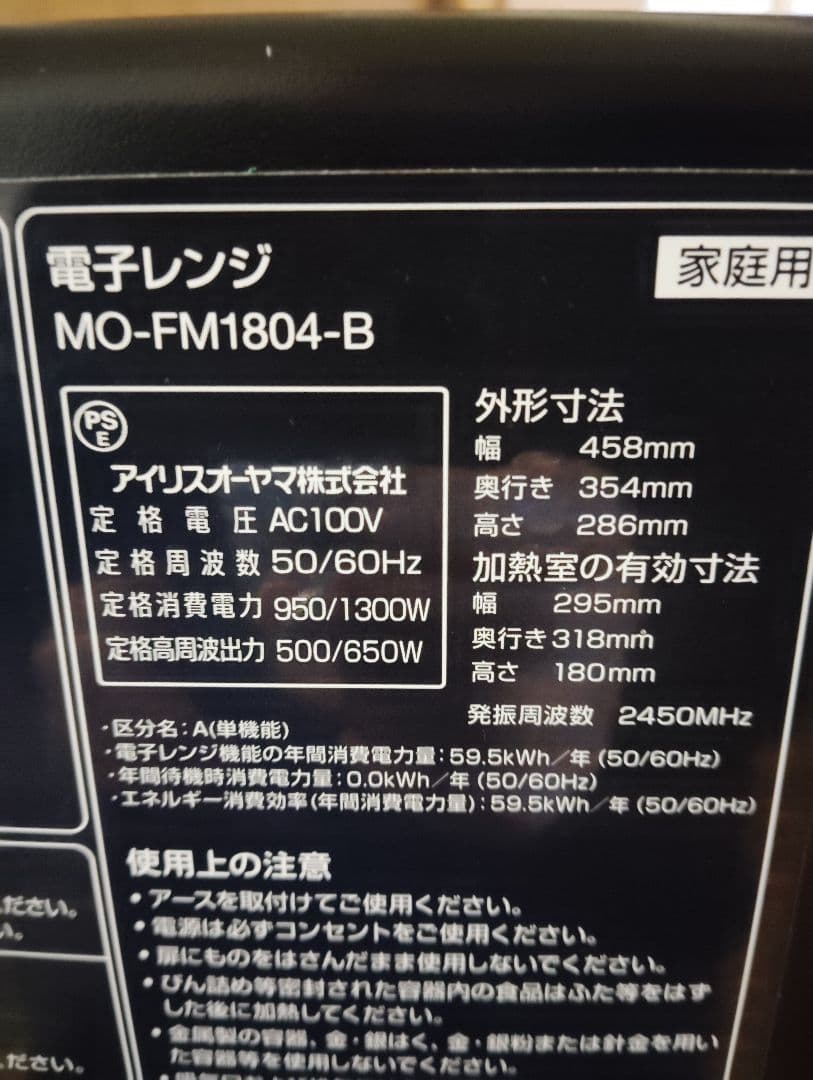 電子レンジ
家庭用
MO-FM1804-B
PS
E
アイリスオーヤマ株式会社
定格電圧 AC100V
定格周波数 50/60Hz
定格消費電力 950/1300W
定格高周波出力 500/650W
外形寸法
幅 458mm
奥行き 354mm
高さ 286mm
加熱室の有効寸法
幅 295mm
奥行き 318mm
高さ 180mm
発振周波数 2450MHz
・区分名：A(単機能)
・電子レンジ機能の年間消費電力量：59.5kWh／年（50/60Hz）
・年間待機時消費電力量：0.0kWh／年（50/60Hz）
・エネルギー消費効率(年間消費電力量)：59.5kWh／年（50/60Hz）
使用上の注意
・アースを取付けてご使用ください。
・電源は必ずコンセントをご使用ください。
・扉にものをはさんだまま使用しないでください。
・びん詰め等密封された容器内の食品はふた等をはず
した後に加熱してください。
・金属製の容器、金・銀はく、金・銀粉または針金を用い
た容器等を使用しないでください。
ださい。
い。
ださい。